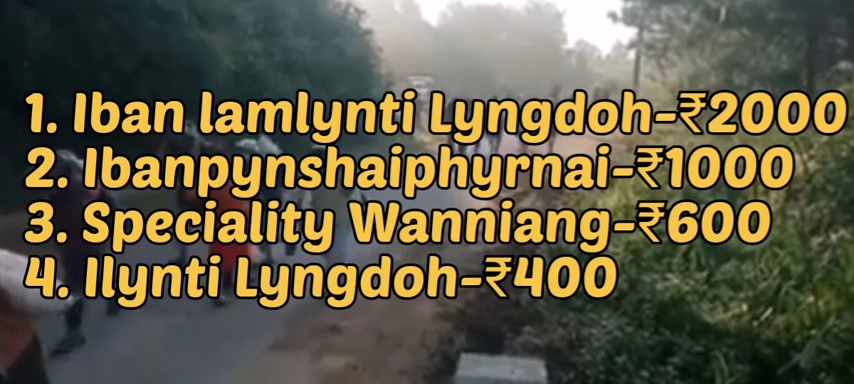 1. Iban lamlynti Lyngdoh-₹2000
2. Ibanpynshaiphyrnai-₹1000
3. Speciality Wanniang-₹600
4. Ilynti Lyngdoh-₹400